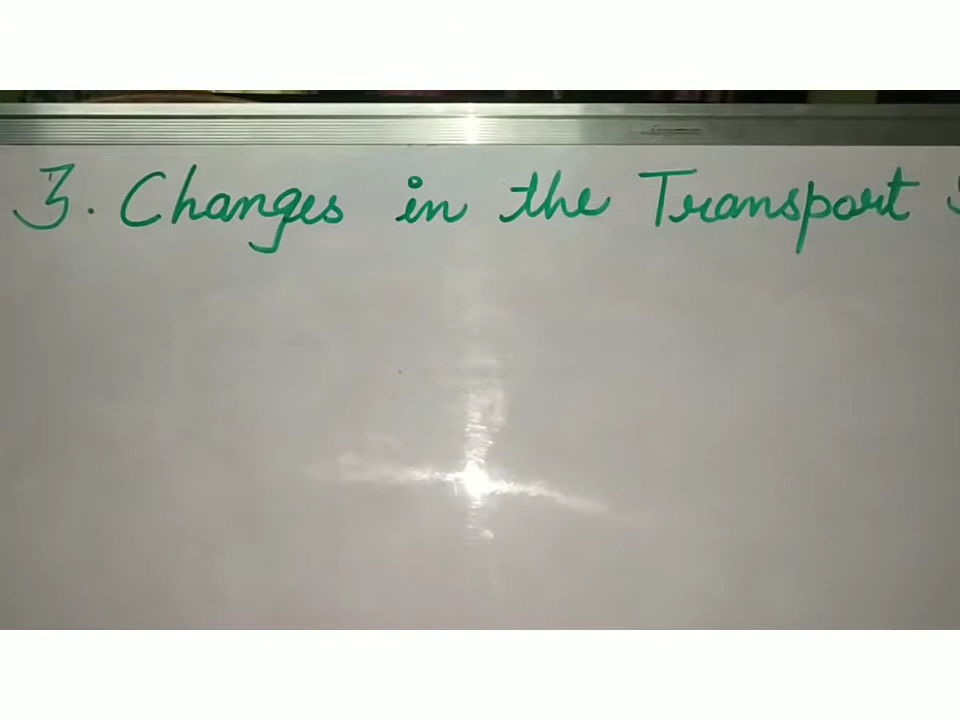 3. Changes in the Transport